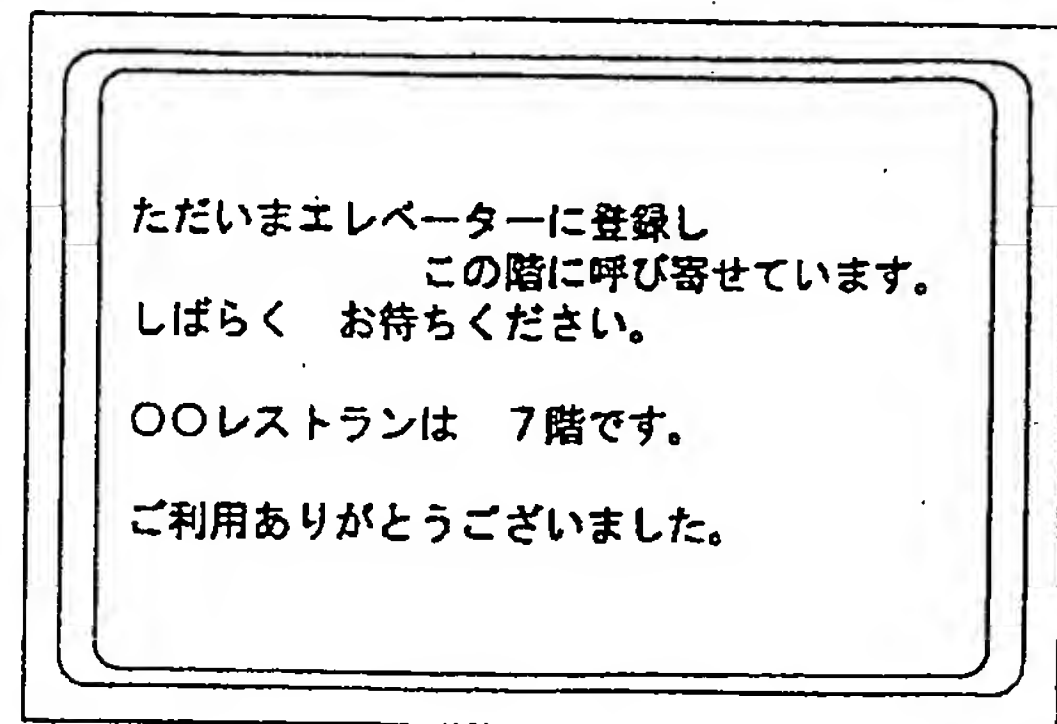 ただいまエレベーターに登録し
この階に呼び寄せています。
しばらく　お待ちください。
〇〇レストランは　７階です。
ご利用ありがとうございました。